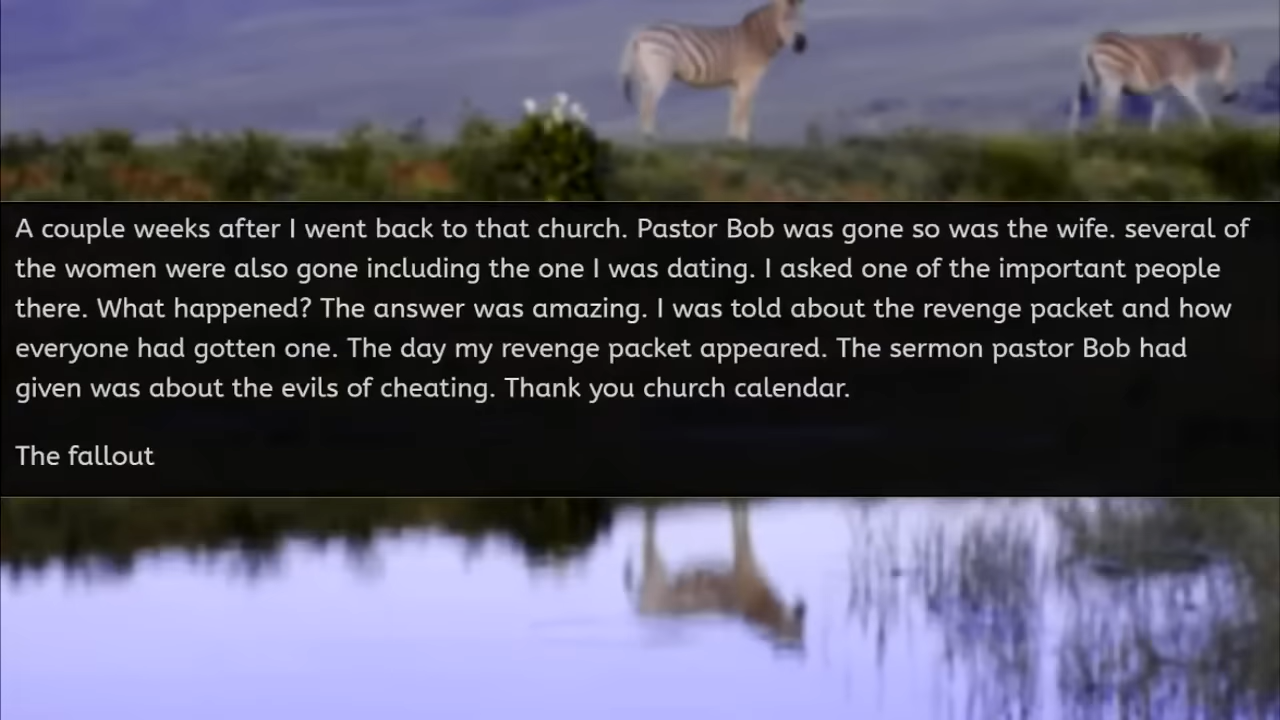 A couple weeks after I went back to that church. Pastor Bob was gone so was the wife. several of
the women were also gone including the one I was dating. I asked one of the important people
there. What happened? The answer was amazing. I was told about the revenge packet and how
everyone had gotten one. The day my revenge packet appeared. The sermon pastor Bob had
given was about the evils of cheating. Thank you church calendar.
The fallout